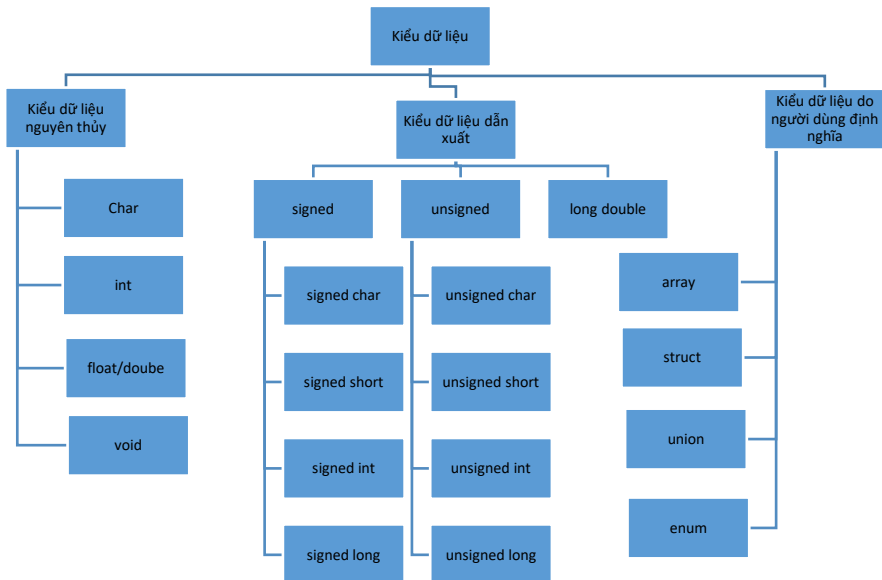 Kiểu dữ liệu
Kiểu dữ liệu
nguyên thủy
Char
int
float/doube
void
Kiểu dữ liệu dẫn
xuất
signed
signed char
signed short
signed int
signed long
unsigned
unsigned char
unsigned short
unsigned int
unsigned long
long double
Kiểu dữ liệu do
người dùng định
nghĩa
array
struct
union
enum